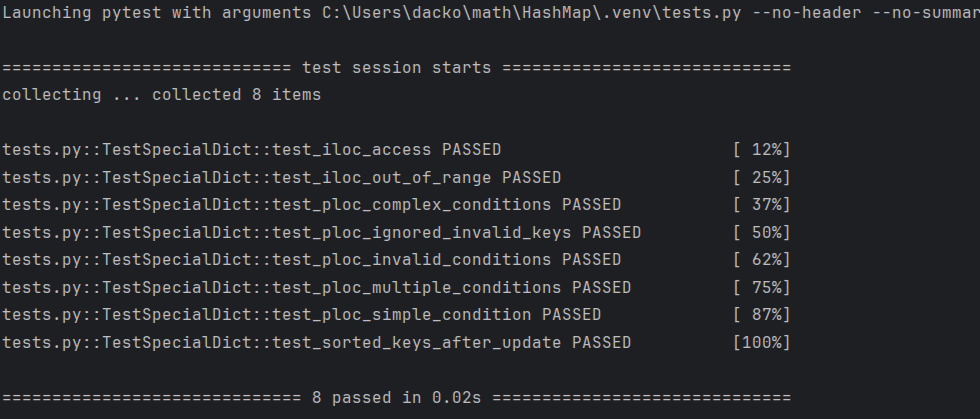 Launching pytest with arguments C:\Users\dacko\math\HashMap\.venv\tests.py --no-header --no-summar
============================= test session starts =============================
collecting ... collected 8 items
tests.py::TestSpecialDict::test_iloc_access PASSED [ 12%]
tests.py::TestSpecialDict::test_iloc_out_of_range PASSED [ 25%]
tests.py::TestSpecialDict::test_ploc_complex_conditions PASSED [ 37%]
tests.py::TestSpecialDict::test_ploc_ignored_invalid_keys PASSED [ 50%]
tests.py::TestSpecialDict::test_ploc_invalid_conditions PASSED [ 62%]
tests.py::TestSpecialDict::test_ploc_multiple_conditions PASSED [ 75%]
tests.py::TestSpecialDict::test_ploc_simple_condition PASSED [ 87%]
tests.py::TestSpecialDict::test_sorted_keys_after_update PASSED [100%]
============================== 8 passed in 0.02s ==============================